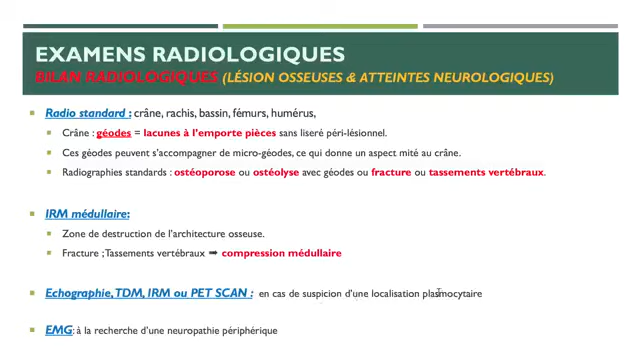 EXAMENS RADIOLOGIQUES
BILAN RADIOLOGIQUES (LÉSION OSSEUSES & ATTEINTES NEUROLOGIQUES)
Radio standard : crâne, rachis, bassin, fémurs, humérus,
Crâne : géodes = lacunes à l'emporte pièces sans liseré péri-lésionnel.
Ces géodes peuvent s'accompagner de micro-géodes, ce qui donne un aspect mité au crâne.
Radiographies standards : ostéoporose ou ostéolyse avec géodes ou fracture ou tassements vertébraux.
IRM médullaire:
Zone de destruction de l'architecture osseuse.
Fracture ; Tassements vertébraux ➡ compression médullaire
Echographie, TDM, IRM ou PET SCAN : en cas de suspicion d'une localisation plasmocytaire
EMG: à la recherche d'une neuropathie périphérique